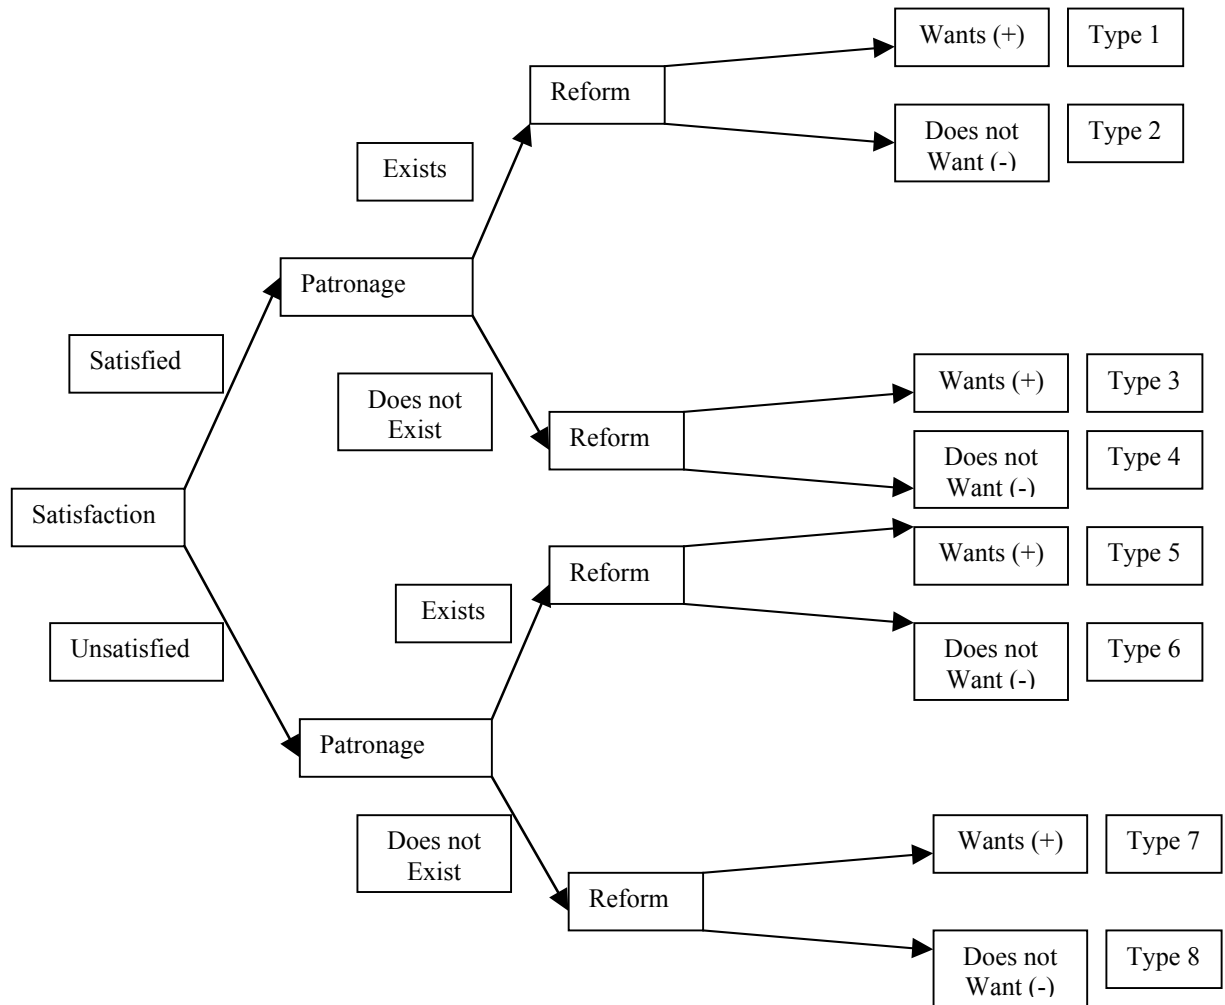 Wants (+)
Type 1
Reform
Does not
Want (-)
Type 2
Exists
Patronage
Satisfied
Does not
Exist
Wants (+)
Type 3
Reform
Does not
Want (-)
Type 4
Satisfaction
Wants (+)
Type 5
Reform
Exists
Does not
Want (-)
Type 6
Unsatisfied
Patronage
Does not
Exist
Wants (+)
Type 7
Reform
Does not
Want (-)
Type 8